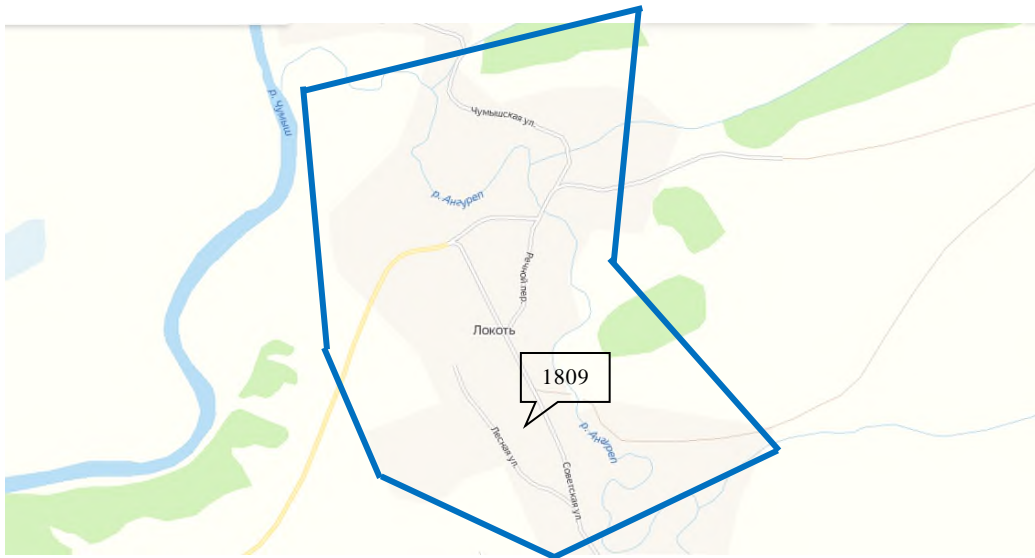 р. Чумыш
Чумышская ул.
р. Ангуреп
Речной пер.
Локоть
1809
р. Ангуреп
Лесная ул.
Советская ул.